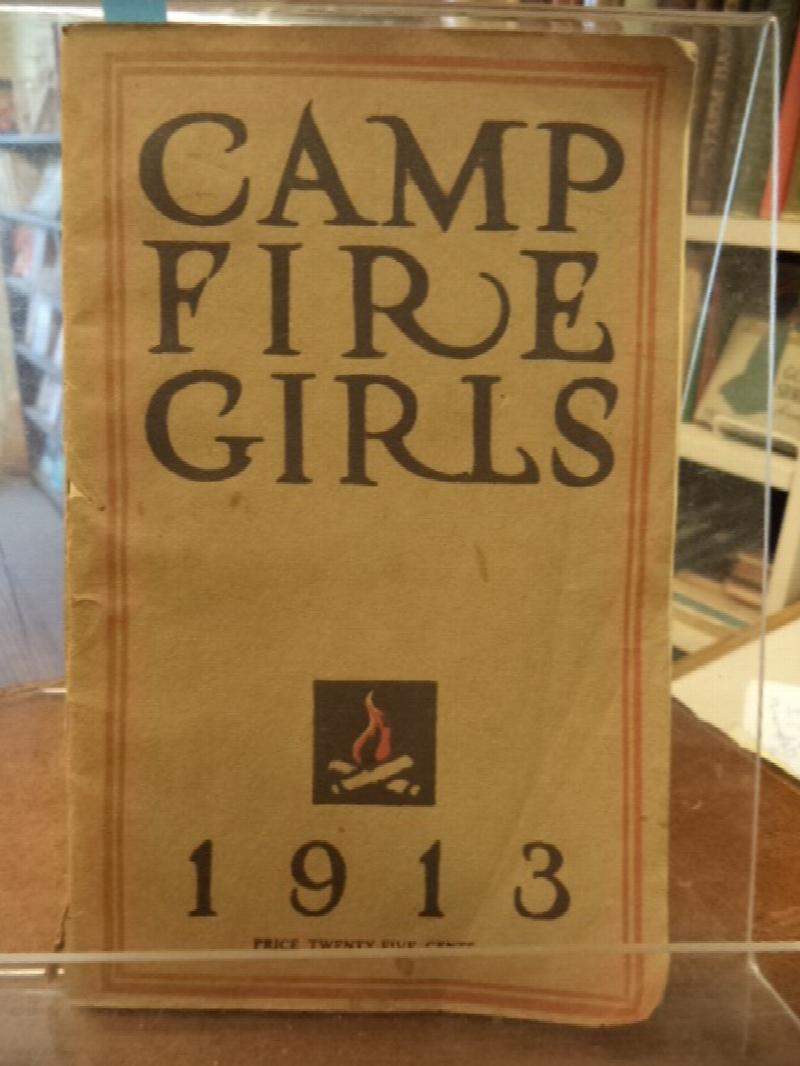 CAMP
FIRE
GIRLS
1913
PRICE TWENTY-FIVE CENTS